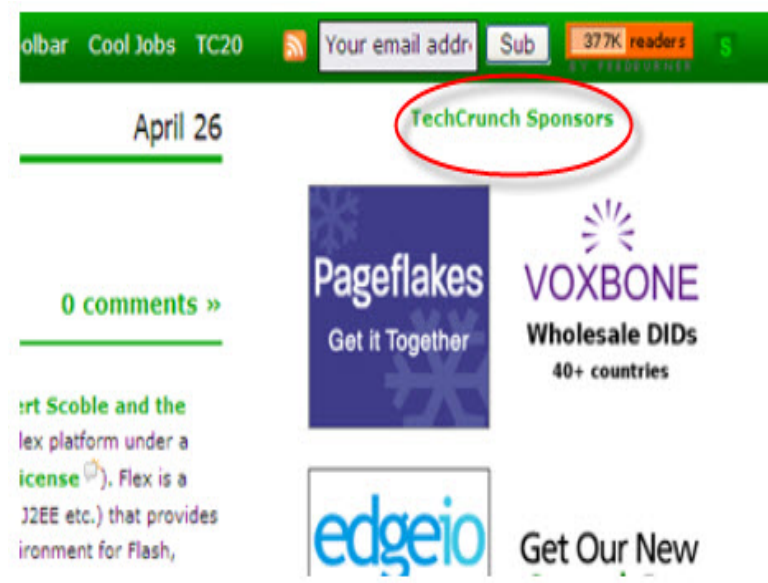 olbar Cool Jobs TC20 Your email addr Sub 377K readers
BY FEEDBURNER
April 26
TechCrunch Sponsors
0 comments »
ert Scoble and the
lex platform under a
icense ). Flex is a
J2EE etc.) that provides
ironment for Flash,
Pageflakes
Get it Together
VOXBONE
Wholesale DIDs
40+ countries
edgeio
Get Our New